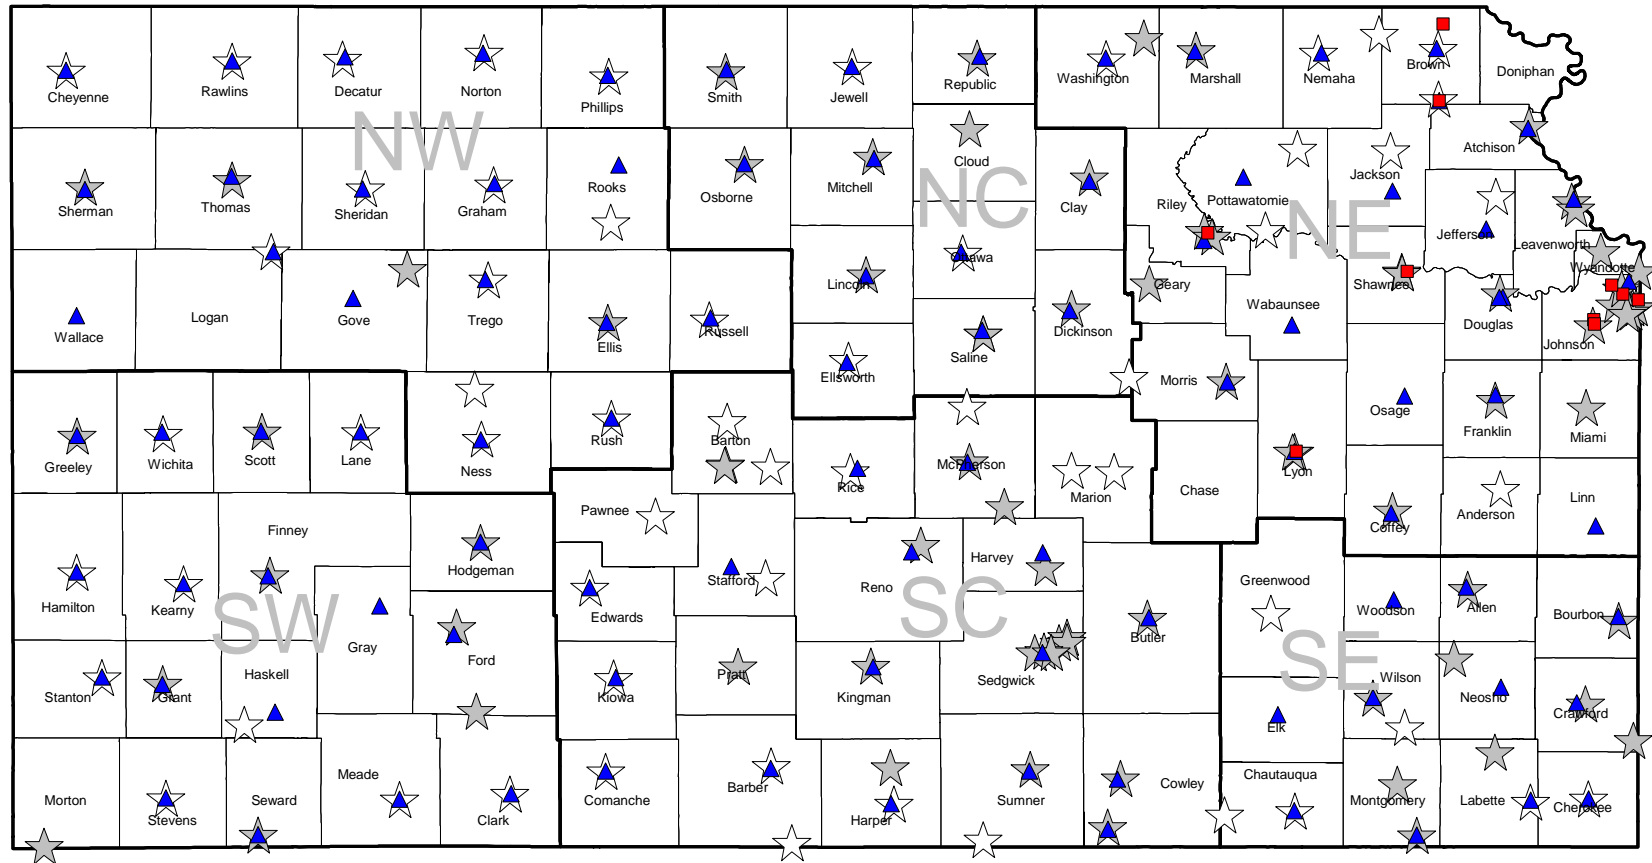 Cheyenne
Rawlins
Decatur
Norton
Phillips
Smith
Jewell
Republic
Washington
Marshall
Nemaha
Brown
Doniphan
NW
NC
NE
Sherman
Thomas
Sheridan
Graham
Rooks
Osborne
Mitchell
Cloud
Clay
Riley
Pottawatomie
Jackson
Atchison
Jefferson
Leavenworth
Wyandotte
Wallace
Logan
Gove
Trego
Ellis
Russell
Lincoln
Ottawa
Saline
Dickinson
Geary
Wabaunsee
Shawnee
Douglas
Johnson
Ellsworth
Morris
Osage
Franklin
Miami
Greeley
Wichita
Scott
Lane
Ness
Rush
Barton
Rice
McPherson
Marion
Chase
Lyon
Coffey
Anderson
Linn
Finney
Hodgeman
Pawnee
Stafford
Reno
Harvey
Greenwood
Woodson
Allen
Bourbon
Hamilton
Kearny
SW
Gray
Ford
Edwards
SC
Sedgwick
Butler
SE
Wilson
Neosho
Crawford
Stanton
Grant
Haskell
Kiowa
Pratt
Kingman
Elk
Morton
Stevens
Seward
Meade
Clark
Comanche
Barber
Harper
Sumner
Cowley
Chautauqua
Montgomery
Labette
Cherokee